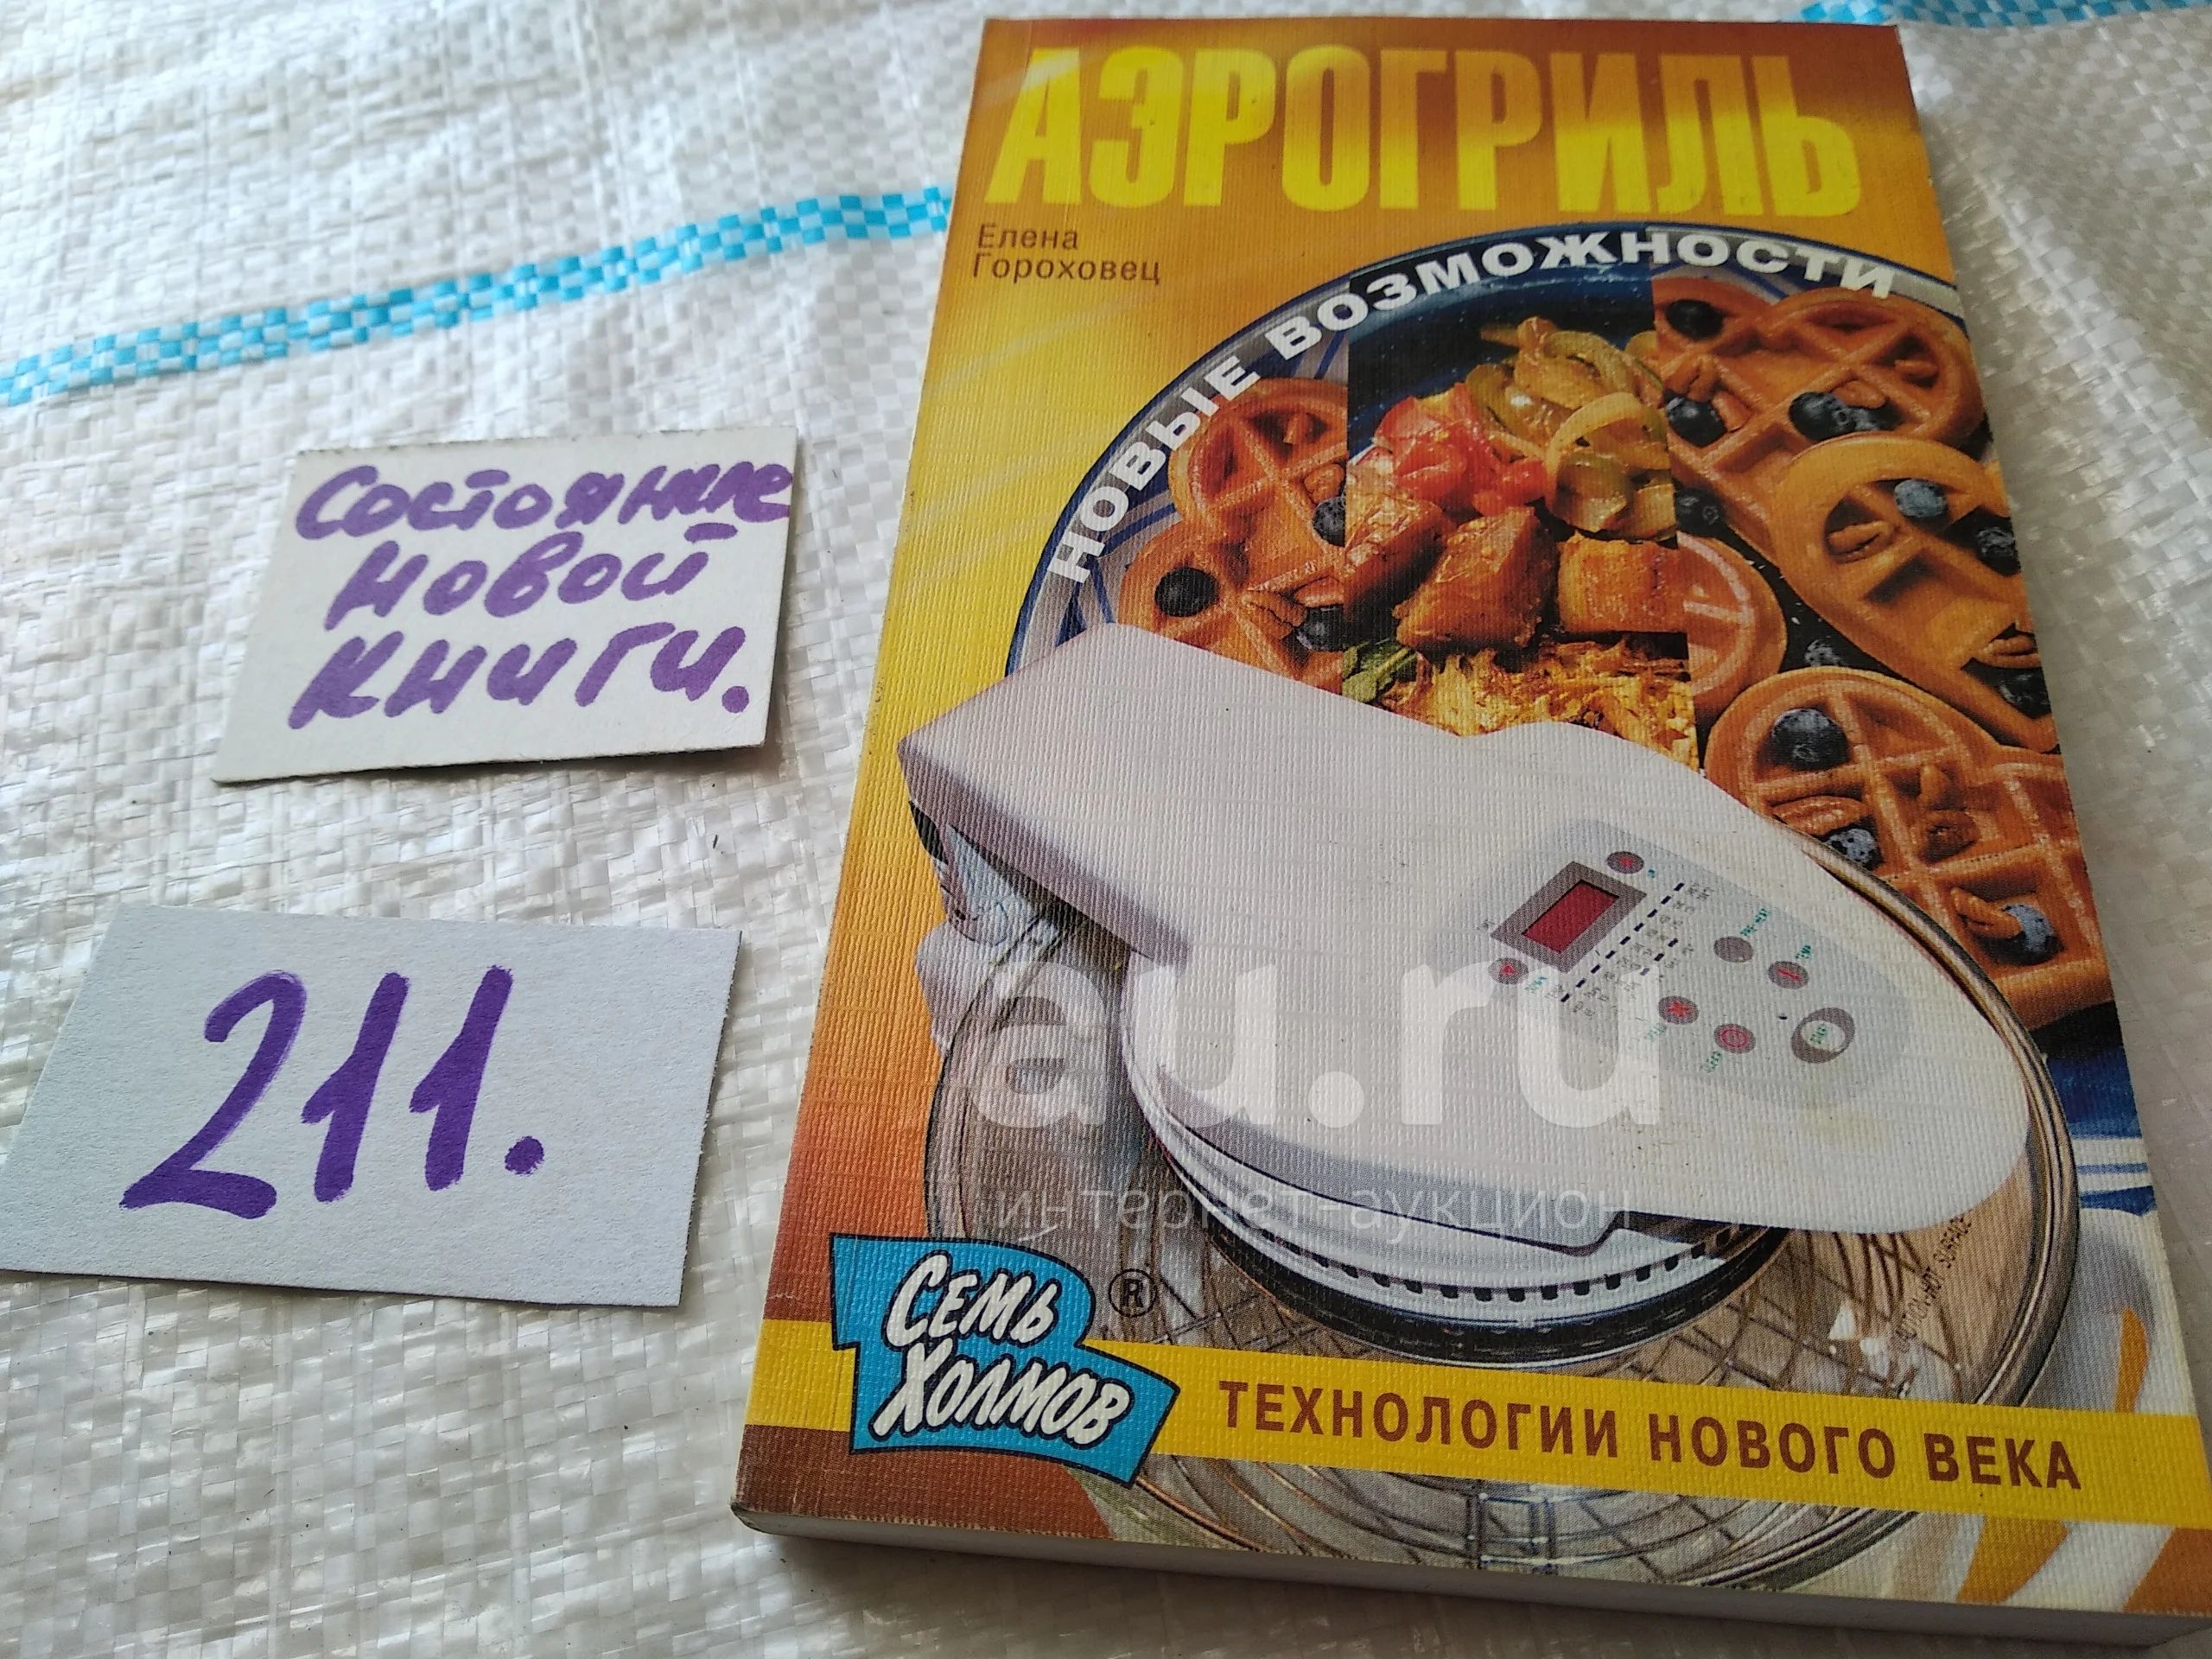 АЭРОГРИЛЬ
Елена
Гороховец
НОВЫЕ ВОЗМОЖНОСТИ
Состояние
новой
книги.
211.
au.ru
интернет-аукцион
СЕМЬ
ХОЛМОВ
®
ТЕХНОЛОГИИ НОВОГО ВЕКА